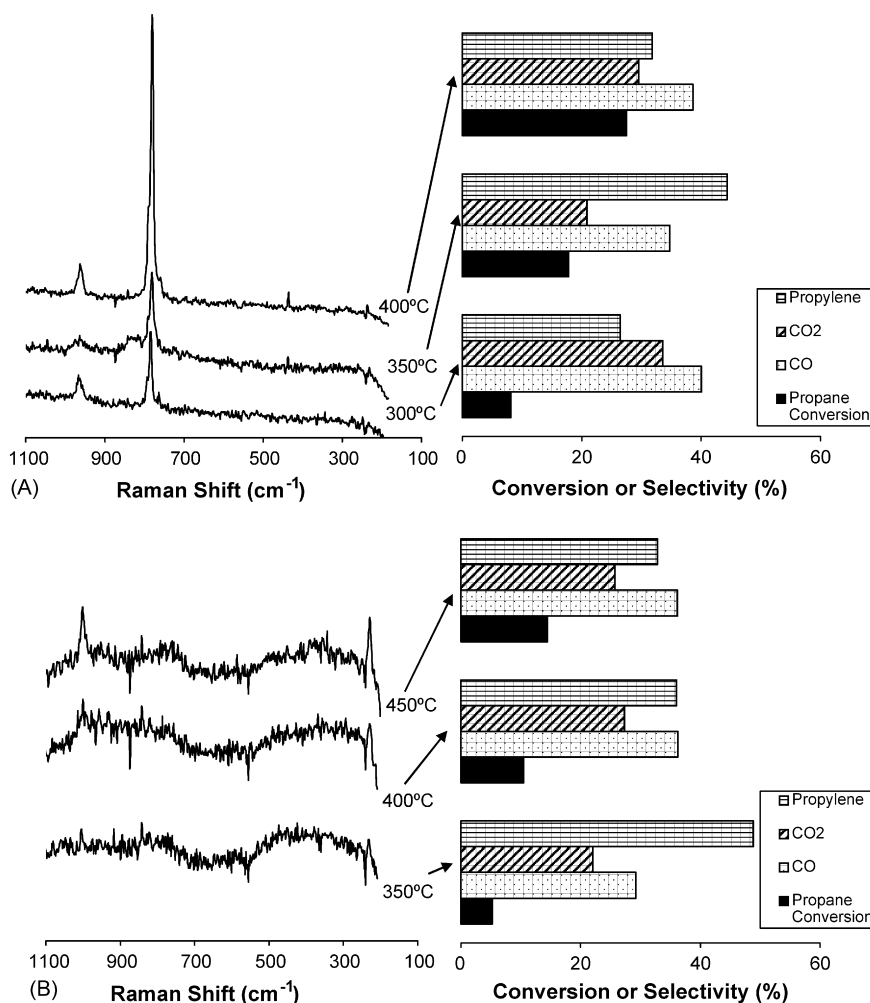 400ºC
350ºC
300ºC
1100 900 700 500 300 100
Raman Shift (cm-1)
(A)
Propylene
CO2
CO
Propane
Conversion
0 20 40 60
Conversion or Selectivity (%)
450ºC
400ºC
350ºC
1100 900 700 500 300 100
Raman Shift (cm-1)
(B)
Propylene
CO2
CO
Propane
Conversion
0 20 40 60
Conversion or Selectivity (%)